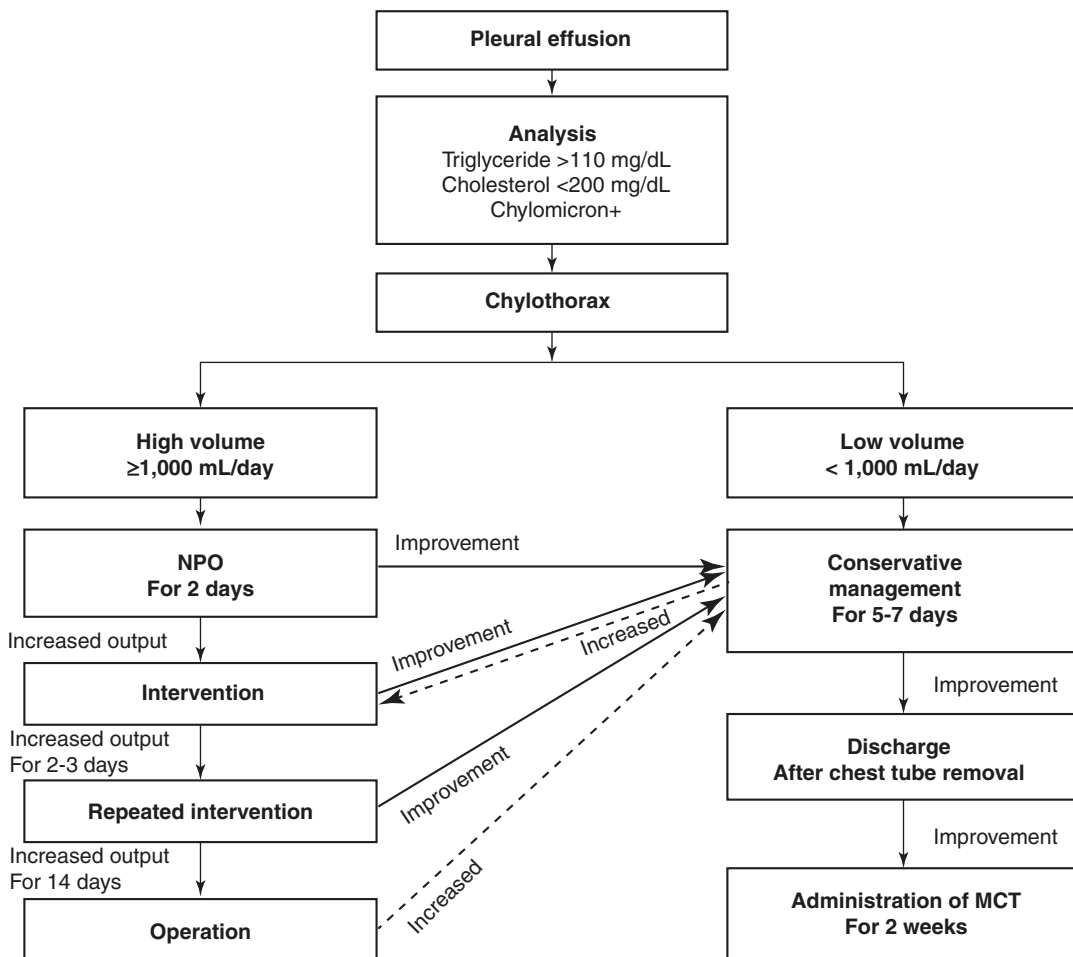 Pleural effusion
Analysis
Triglyceride >110 mg/dL
Cholesterol <200 mg/dL
Chylomicron+
Chylothorax
High volume
≥1,000 mL/day
Low volume
< 1,000 mL/day
NPO
For 2 days
Improvement
Conservative
management
For 5-7 days
Increased output
Improvement
Increased
Intervention
Improvement
Increased output
For 2-3 days
Discharge
After chest tube removal
Repeated intervention
Improvement
Increased output
For 14 days
Improvement
Increased
Operation
Administration of MCT
For 2 weeks